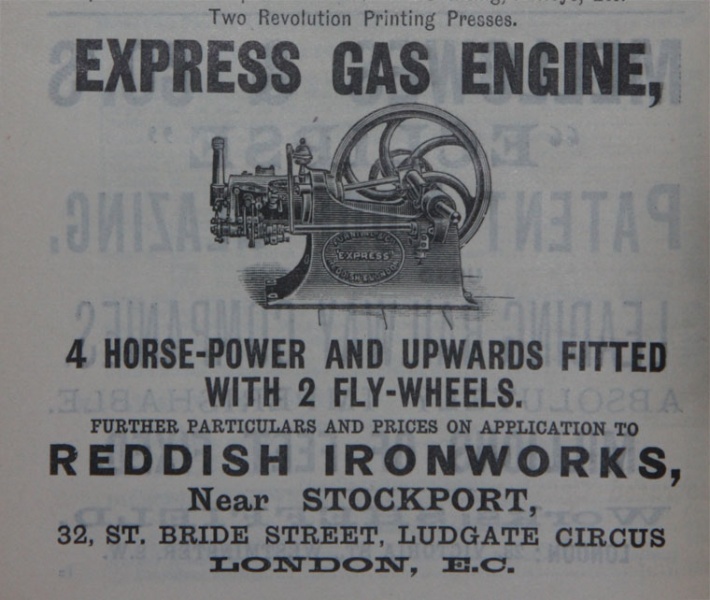 Two Revolution Printing Presses.
EXPRESS GAS ENGINE,
"EXPRESS"
4 HORSE-POWER AND UPWARDS FITTED
WITH 2 FLY-WHEELS.
FURTHER PARTICULARS AND PRICES ON APPLICATION TO
REDDISH IRONWORKS,
Near STOCKPORT,
32, ST. BRIDE STREET, LUDGATE CIRCUS
LONDON, E.C.